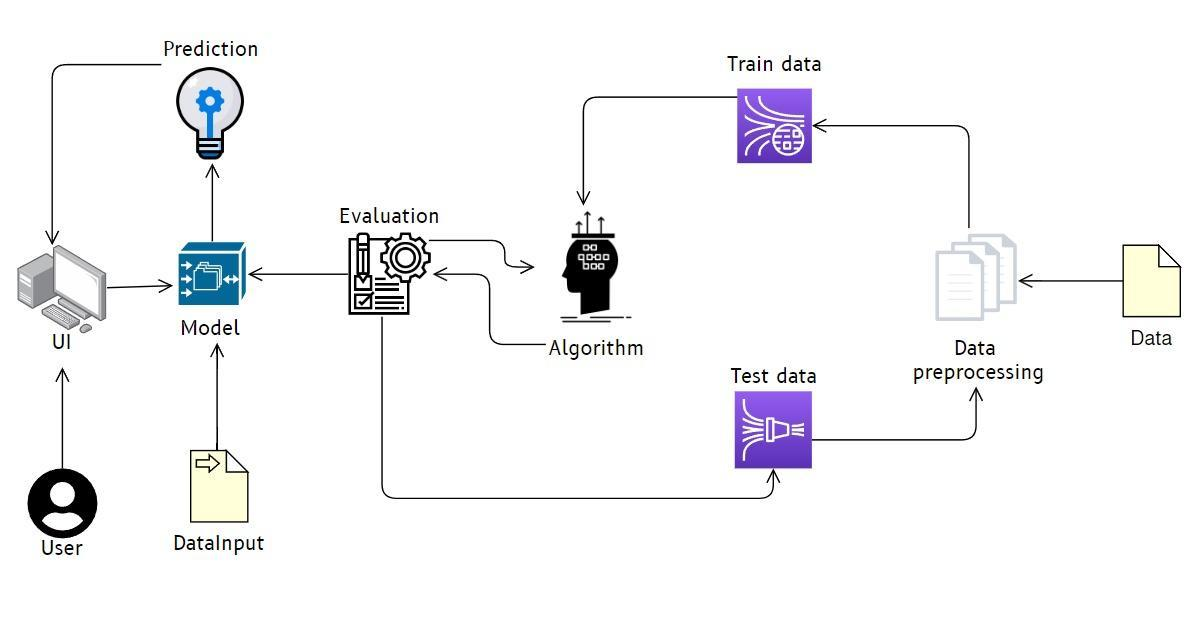 Prediction
Train data
Evaluation
UI
Model
Algorithm
Data
preprocessing
Data
Test data
User
DataInput